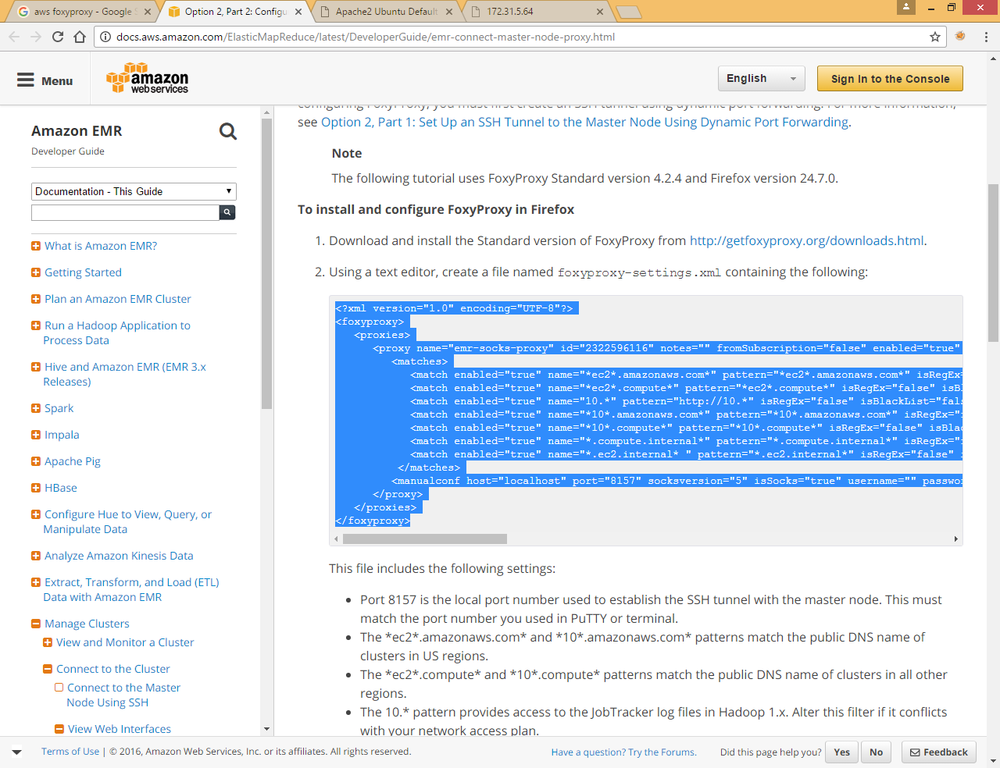 aws foxyproxy - Google S
Option 2, Part 2: Configu
Apache2 Ubuntu Default
172.31.5.64
docs.aws.amazon.com/ElasticMapReduce/latest/DeveloperGuide/emr-connect-master-node-proxy.html
Menu
amazon
web services
English
Sign In to the Console
Amazon EMR
Developer Guide
Documentation - This Guide
What is Amazon EMR?
Getting Started
Plan an Amazon EMR Cluster
Run a Hadoop Application to
Process Data
Hive and Amazon EMR (EMR 3.x
Releases)
Spark
Impala
Apache Pig
HBase
Configure Hue to View, Query, or
Manipulate Data
Analyze Amazon Kinesis Data
Extract, Transform, and Load (ETL)
Data with Amazon EMR
Manage Clusters
View and Monitor a Cluster
Connect to the Cluster
Connect to the Master
Node Using SSH
View Web Interfaces
configuring FoxyProxy, you must first create an SSH tunnel using dynamic port forwarding. For more information,
see Option 2, Part 1: Set Up an SSH Tunnel to the Master Node Using Dynamic Port Forwarding.
Note
The following tutorial uses FoxyProxy Standard version 4.2.4 and Firefox version 24.7.0.
To install and configure FoxyProxy in Firefox
1. Download and install the Standard version of FoxyProxy from http://getfoxyproxy.org/downloads.html.
2. Using a text editor, create a file named foxyproxy-settings.xml containing the following:
<?xml version="1.0" encoding="UTF-8"?>
<foxyproxy>
<proxies>
<proxy name="emr-socks-proxy" id="2322596116" notes="" fromSubscription="false" enabled="true"
<matches>
<match enabled="true" name="*ec2*.amazonaws.com*" pattern="*ec2*.amazonaws.com*" isRegEx=
<match enabled="true" name="*ec2*.compute*" pattern="*ec2*.compute*" isRegEx="false" isBl
<match enabled="true" name="10.*" pattern="http://10.*" isRegEx="false" isBlackList="fals
<match enabled="true" name="*10*.amazonaws.com*" pattern="*10*.amazonaws.com*" isRegEx="
<match enabled="true" name="*10*.compute*" pattern="*10*.compute*" isRegEx="false" isBlac
<match enabled="true" name="*.compute.internal*" pattern="*.compute.internal*" isRegEx="f
<match enabled="true" name="*.ec2.internal* " pattern="*.ec2.internal*" isRegEx="false" i
</matches>
<manualconf host="localhost" port="8157" socksversion="5" isSocks="true" username="" passwor
</proxy>
</proxies>
</foxyproxy>
This file includes the following settings:
Port 8157 is the local port number used to establish the SSH tunnel with the master node. This must
match the port number you used in PuTTY or terminal.
The *ec2*.amazonaws.com* and *10*.amazonaws.com* patterns match the public DNS name of
clusters in US regions.
The *ec2*.compute* and *10*.compute* patterns match the public DNS name of clusters in all other
regions.
The 10.* pattern provides access to the JobTracker log files in Hadoop 1.x. Alter this filter if it conflicts
with your network access plan.
Terms of Use | © 2016, Amazon Web Services, Inc. or its affiliates. All rights reserved.
Have a question? Try the Forums.
Did this page help you?
Yes
No
Feedback